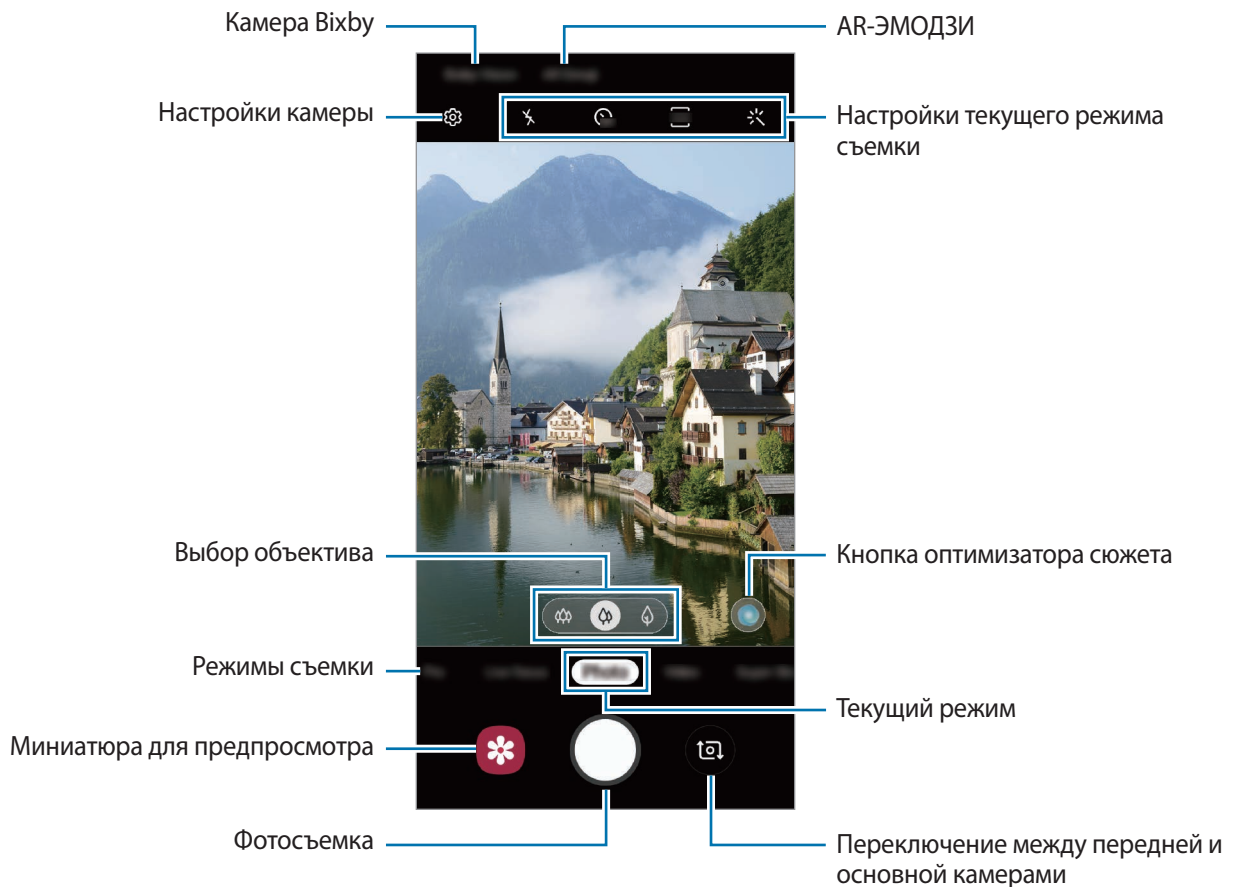 Камера Bixby
AR-ЭМОДЗИ
Настройки камеры
Настройки текущего режима
съемки
Выбор объектива
Кнопка оптимизатора сюжета
Режимы съемки
Текущий режим
Миниатюра для предпросмотра
Фотосъемка
Переключение между передней и
основной камерами